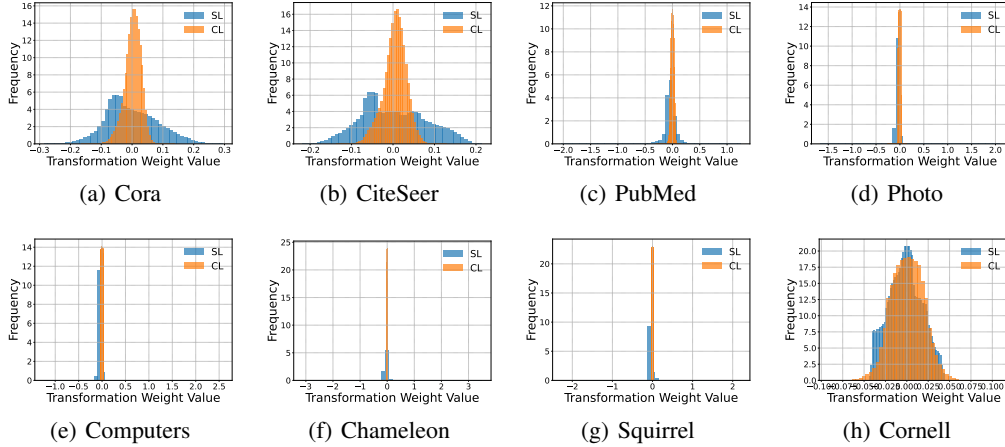 16
14
12
10
8
6
4
2
0
Frequency
SL
CL
−0.3 −0.2 −0.1 0.0 0.1 0.2 0.3
Transformation Weight Value
(a) Cora
16
14
12
10
8
6
4
2
0
Frequency
SL
CL
−0.2 −0.1 0.0 0.1 0.2
Transformation Weight Value
(b) CiteSeer
12
10
8
6
4
2
0
Frequency
SL
CL
−2.0 −1.5 −1.0 −0.5 0.0 0.5 1.0
Transformation Weight Value
(c) PubMed
14
12
10
8
6
4
2
0
Frequency
SL
CL
−1.5 −1.0 −0.5 0.0 0.5 1.0 1.5 2.0
Transformation Weight Value
(d) Photo
14
12
10
8
6
4
2
0
Frequency
SL
CL
−1.0 −0.5 0.0 0.5 1.0 1.5 2.0 2.5
Transformation Weight Value
(e) Computers
25
20
15
10
5
0
Frequency
SL
CL
−3 −2 −1 0 1 2 3
Transformation Weight Value
(f) Chameleon
20
15
10
5
0
Frequency
SL
CL
−2 −1 0 1 2
Transformation Weight Value
(g) Squirrel
20.0
17.5
15.0
12.5
10.0
7.5
5.0
2.5
0.0
Frequency
SL
CL
−0.100 −0.075 −0.050 −0.025 0.000 0.025 0.050 0.075 0.100
Transformation Weight Value
(h) Cornell